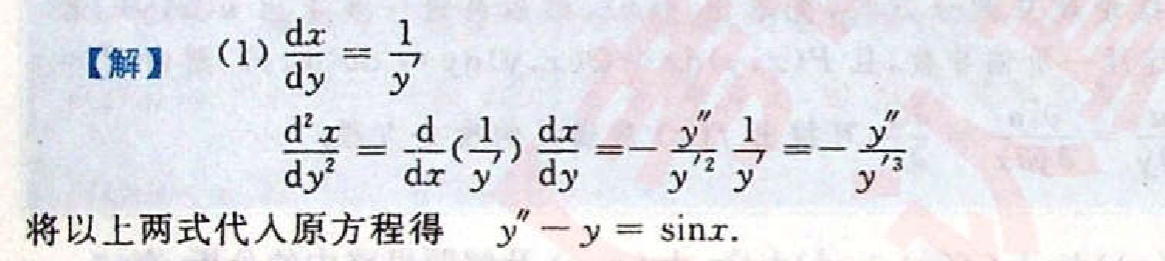 【解】 (1) dx/dy = 1/y′
d²x/dy² = d/dx(1/y′) dx/dy = − y″/y′² 1/y′ = − y″/y′³
将以上两式代入原方程得 y″ − y = sinx.